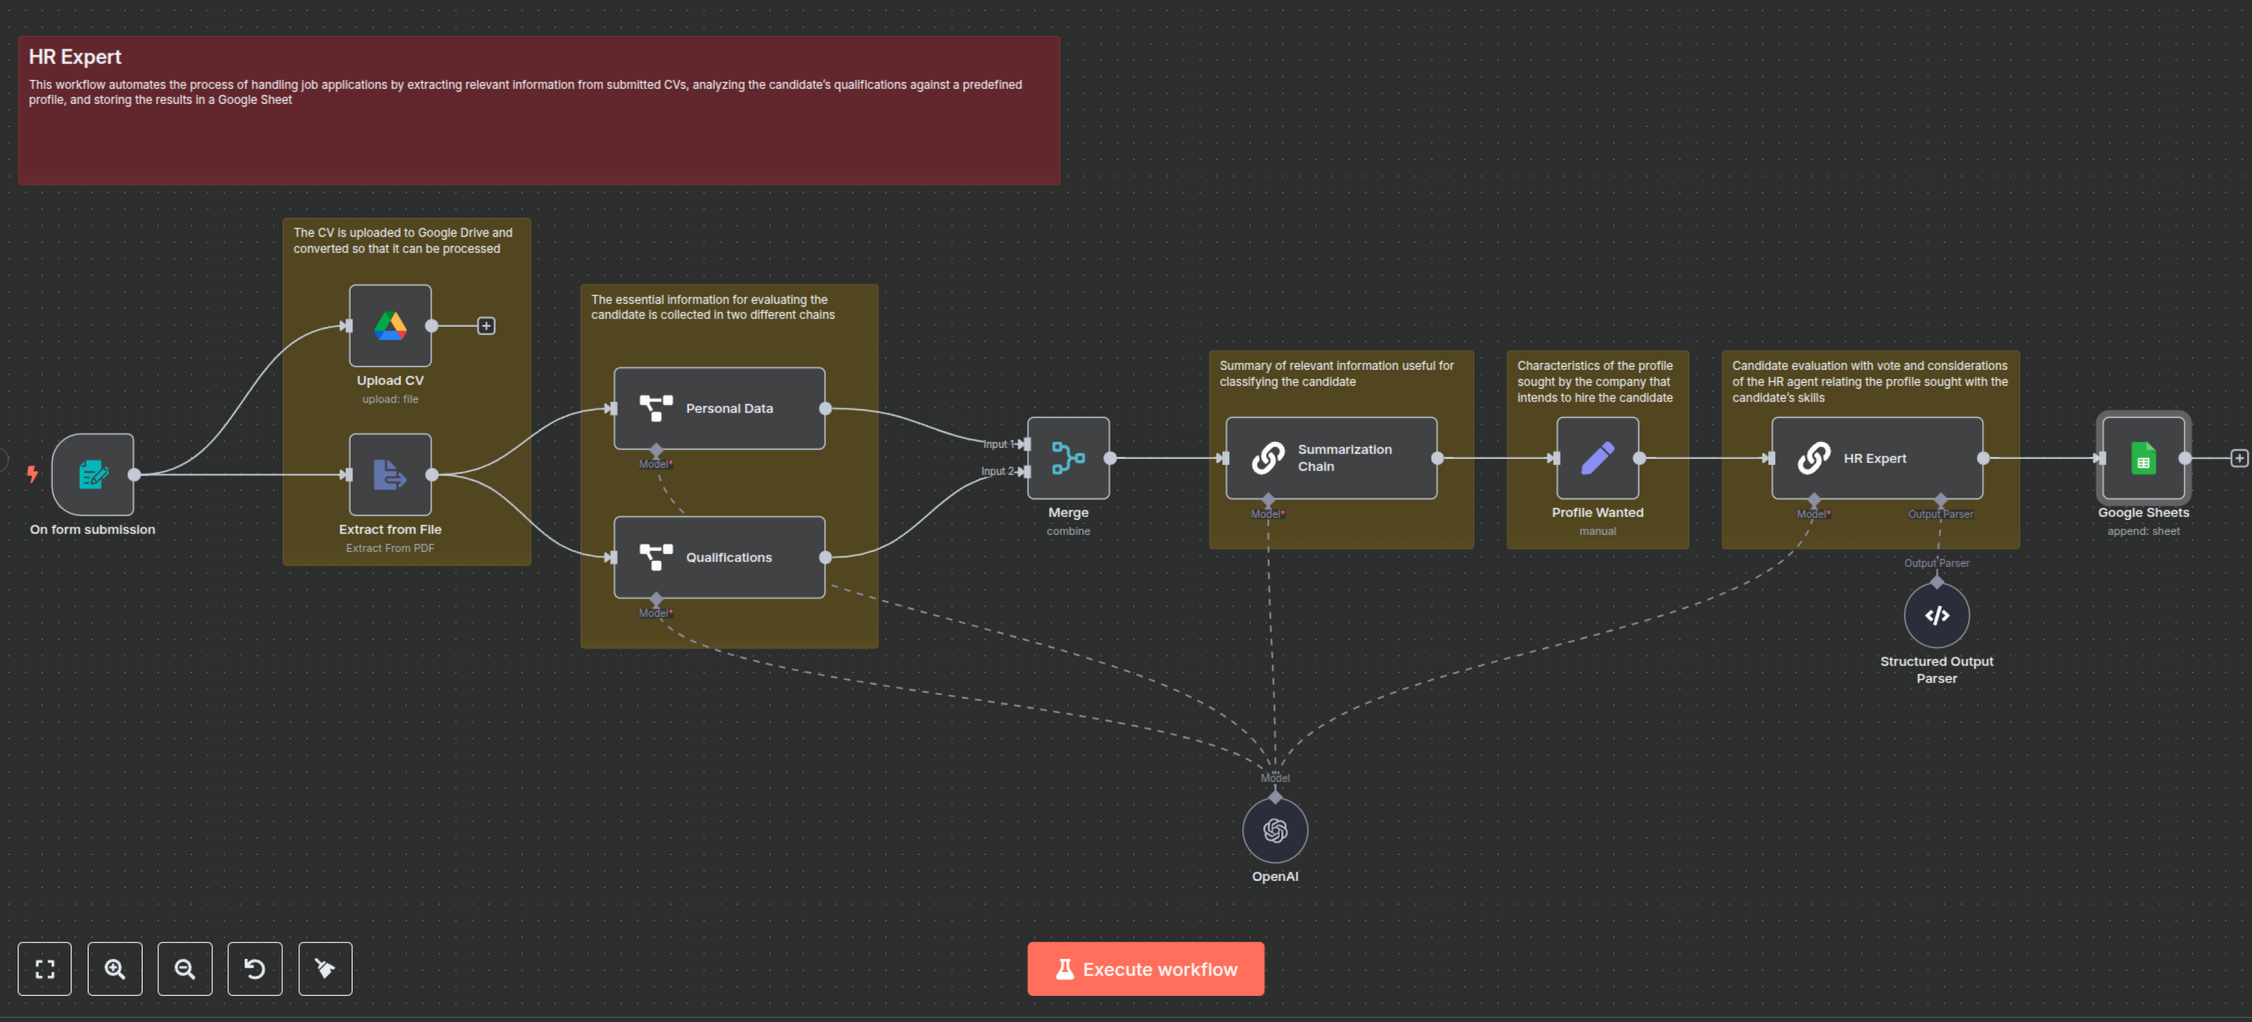 HR Expert
This workflow automates the process of handling job applications by extracting relevant information from submitted CVs, analyzing the candidate's qualifications against a predefined
profile, and storing the results in a Google Sheet
The CV is uploaded to Google Drive and
converted so that it can be processed
Upload CV
upload: file
On form submission
Extract from File
Extract From PDF
The essential information for evaluating the
candidate is collected in two different chains
Personal Data
Model*
Qualifications
Model*
Input 1
Input 2
Merge
combine
Summary of relevant information useful for
classifying the candidate
Summarization
Chain
Model*
Characteristics of the profile
sought by the company that
intends to hire the candidate
Profile Wanted
manual
Candidate evaluation with vote and considerations
of the HR agent relating the profile sought with the
candidate's skills
HR Expert
Model*
Output Parser
Output Parser
Structured Output
Parser
Google Sheets
append: sheet
Model
OpenAI
Execute workflow